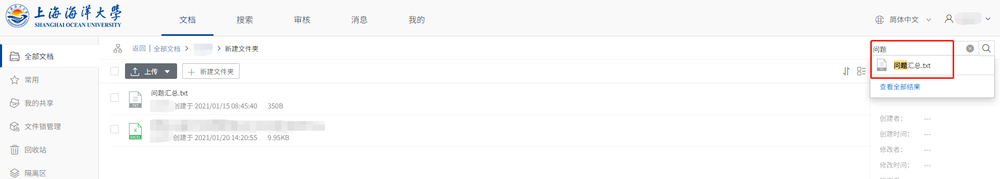 上海海洋大學
SHANGHAI OCEAN UNIVERSITY
文档 搜索 审核 消息 我的
简体中文
全部文档
常用
我的共享
文件锁管理
回收站
隔离区
返回 | 全部文档 > > 新建文件夹
上传 新建文件夹
问题汇总.txt
TXT
创建于 2021/01/15 08:45:40 350B
X
EXCEL
创建于 2021/01/20 14:20:55 9.95KB
问题
问题汇总.txt
查看全部结果
创建者： ---
创建时间： ---
修改者： ---
修改时间： ---